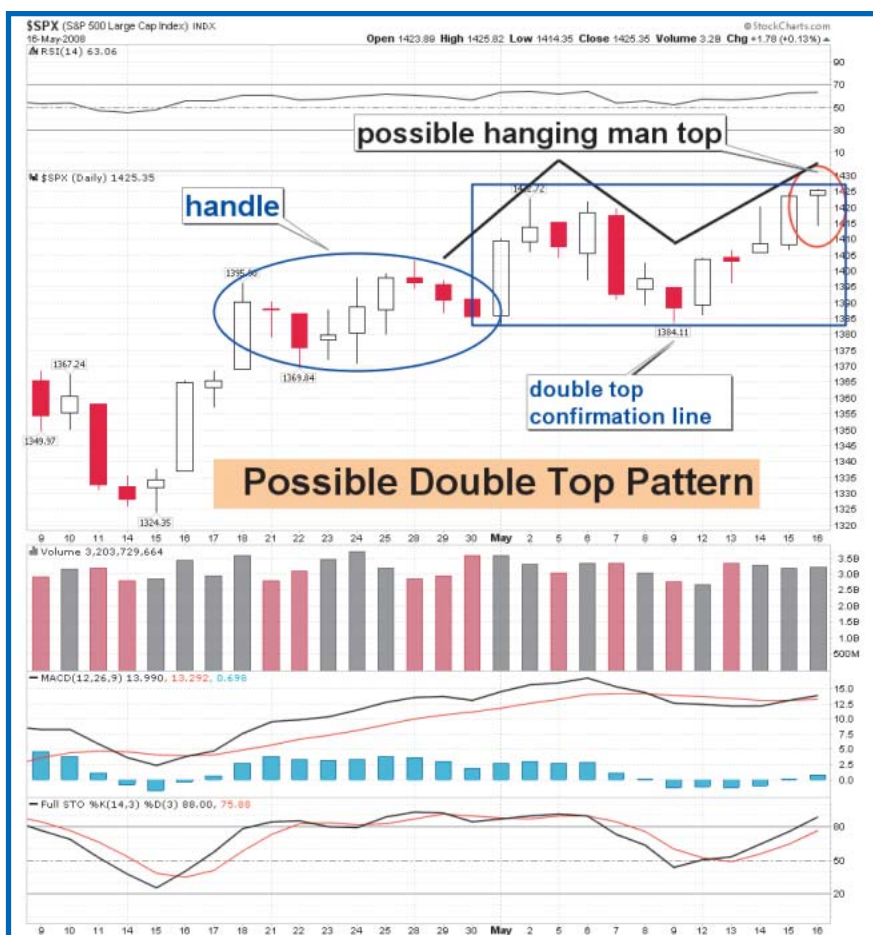 $SPX (S&P 500 Large Cap Index) INDX
© StockCharts.com
16-May-2008
Open 1423.89 High 1425.82 Low 1414.35 Close 1425.35 Volume 3.2B Chg +1.78 (+0.13%)
RSI(14) 63.06
90
70
50
30
10
possible hanging man top
$SPX (Daily) 1425.35
handle
1430
1425
1420
1415
1410
1405
1400
1395
1390
1385
1380
1375
1370
1365
1360
1355
1350
1345
1340
1335
1330
1325
1320
1367.24
1349.97
1324.35
1369.84
1384.11
double top
confirmation line
Possible Double Top Pattern
9 10 11 14 15 16 17 18 21 22 23 24 25 28 29 30 May 2 5 6 7 8 9 12 13 14 15 16
Volume 3,203,729,664
3.5B
3.0B
2.5B
2.0B
1.5B
1.0B
500M
MACD(12,26,9) 13.990, 13.292, 0.698
15.0
12.5
10.0
7.5
5.0
2.5
0.0
Full STO %K(14,3) %D(3) 88.00, 75.88
80
50
20
9 10 11 14 15 16 17 18 21 22 23 24 25 28 29 30 May 2 5 6 7 8 9 12 13 14 15 16